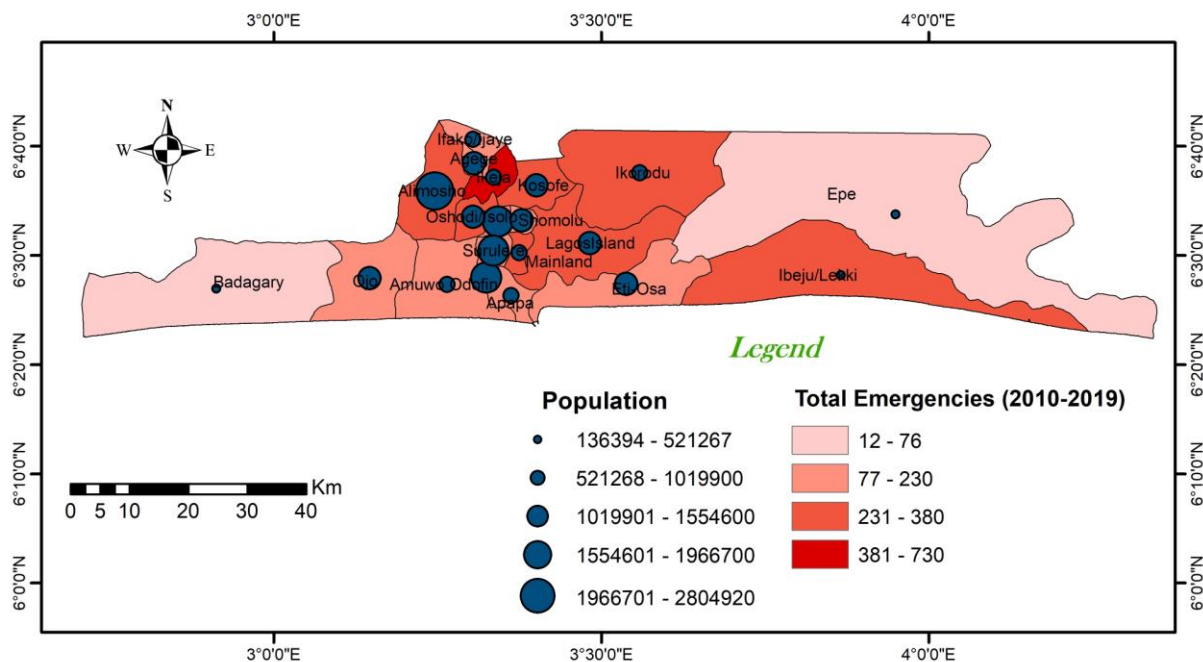 3°0'0"E 3°30'0"E 4°0'0"E
N
W E
S
6°40'0"N 6°40'0"N
6°30'0"N 6°30'0"N
6°20'0"N 6°20'0"N
6°10'0"N 6°10'0"N
6°0'0"N 6°0'0"N
Ifako/Ijaye
Agege
Ikeja
Alimosho
Kosofe
Ikorodu
Epe
Oshodi/Isolo
Shomolu
Surulere
LagosIsland
Mainland
Badagary
Ojo
Amuwo Odofin
Apapa
Eti Osa
Ibeju/Lekki
Legend
Population
136394 - 521267
521268 - 1019900
1019901 - 1554600
1554601 - 1966700
1966701 - 2804920
Total Emergencies (2010-2019)
12 - 76
77 - 230
231 - 380
381 - 730
Km
0 5 10 20 30 40
3°0'0"E 3°30'0"E 4°0'0"E